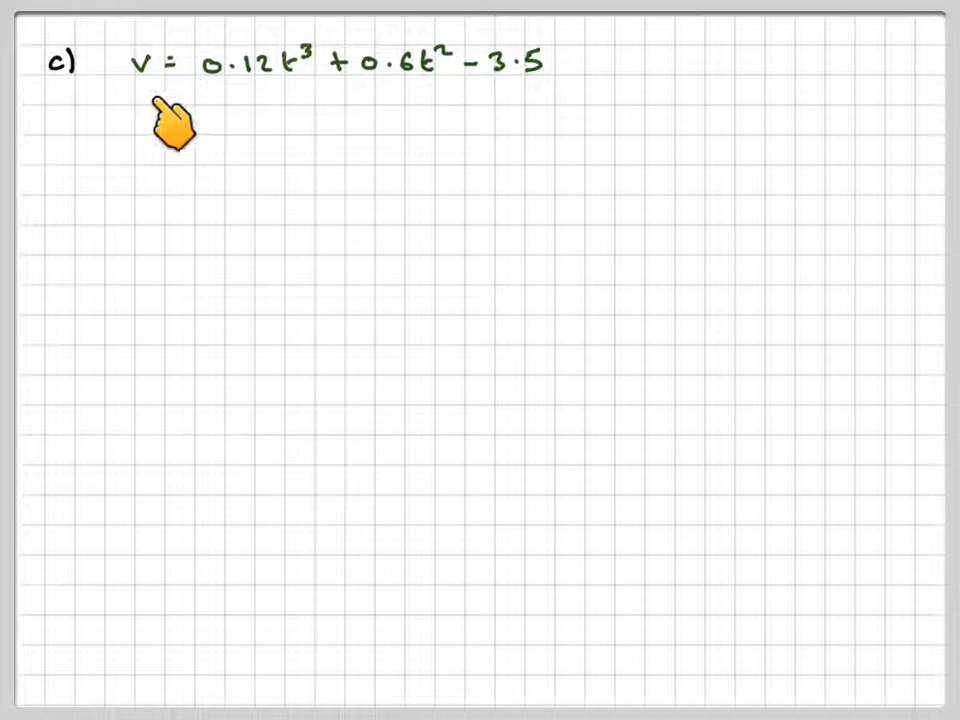 c) v = 0.12t³ + 0.6t² - 3.5